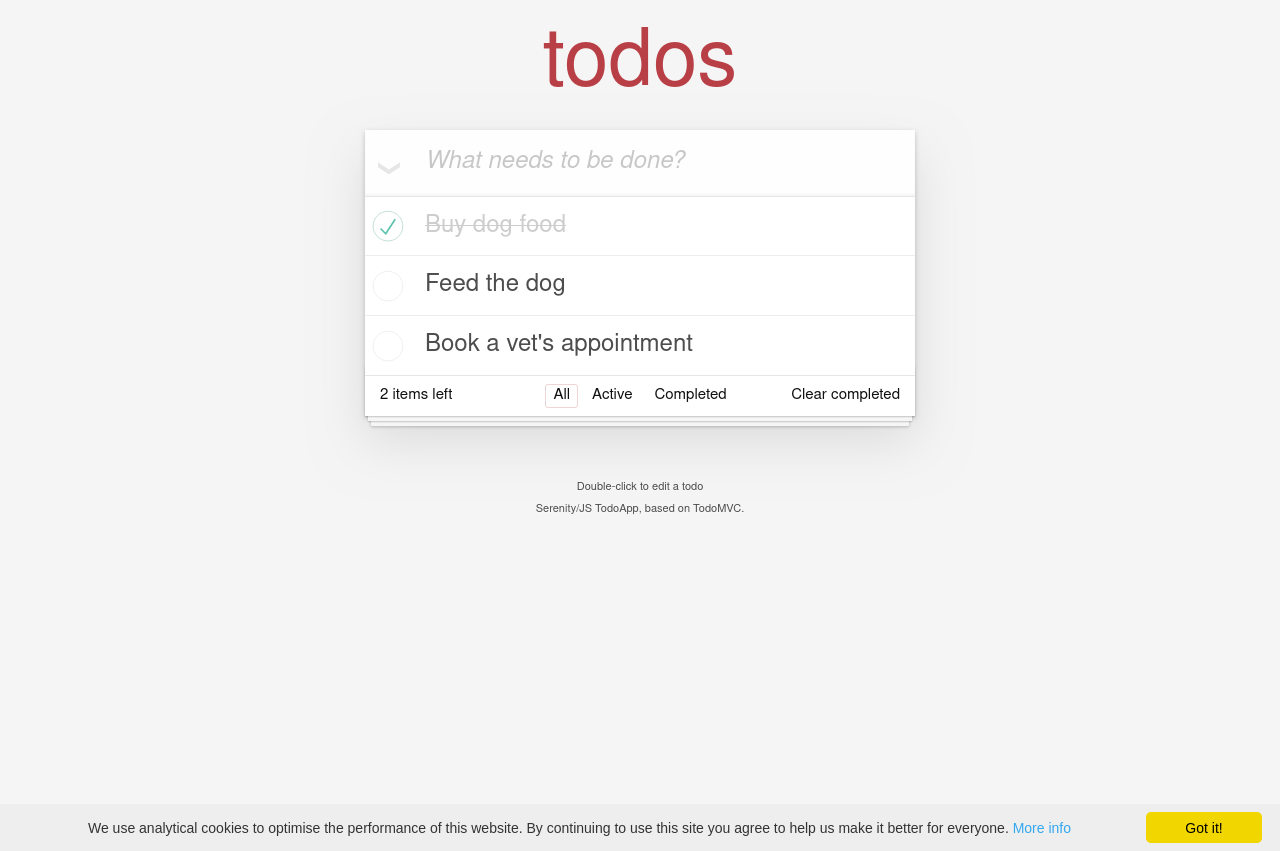 todos
What needs to be done?
Buy dog food
Feed the dog
Book a vet's appointment
2 items left All Active Completed Clear completed
Double-click to edit a todo
Serenity/JS TodoApp, based on TodoMVC.
We use analytical cookies to optimise the performance of this website. By continuing to use this site you agree to help us make it better for everyone. More info Got it!